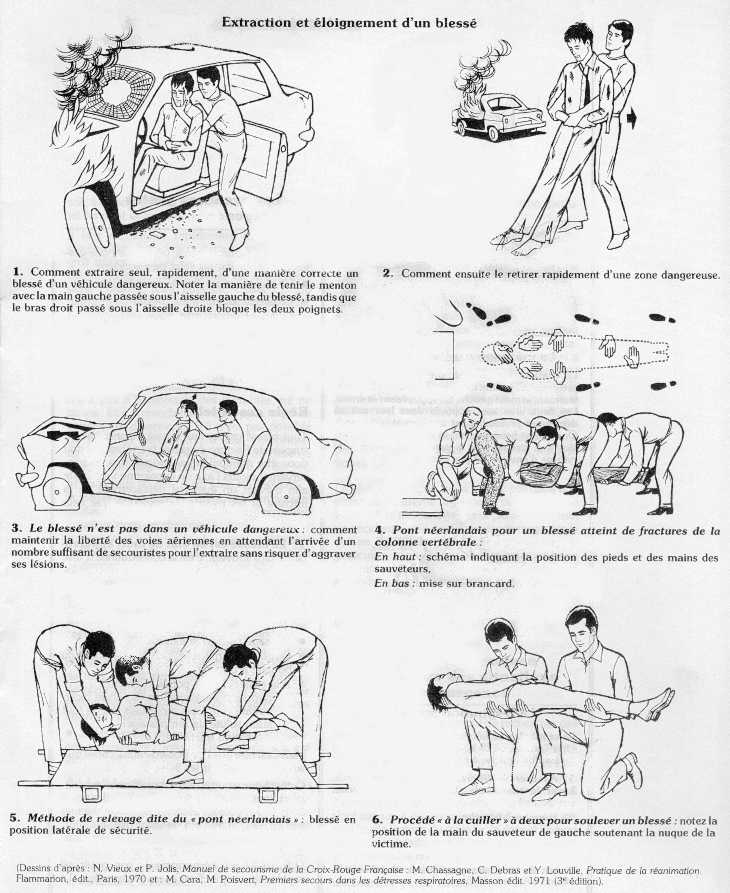 Extraction et éloignement d'un blessé
1. Comment extraire seul, rapidement, d'une manière correcte un
blessé d'un véhicule dangereux. Noter la manière de tenir le menton
avec la main gauche passée sous l'aisselle gauche du blessé, tandis que
le bras droit passé sous l'aisselle droite bloque les deux poignets.
2. Comment ensuite le retirer rapidement d'une zone dangereuse.
3. Le blessé n'est pas dans un véhicule dangereux : comment
maintenir la liberté des voies aériennes en attendant l'arrivée d'un
nombre suffisant de secouristes pour l'extraire sans risquer d'aggraver
ses lésions.
4. Pont néerlandais pour un blessé atteint de fractures de la
colonne vertébrale :
En haut : schéma indiquant la position des pieds et des mains des
sauveteurs,
En bas : mise sur brancard.
5. Méthode de relevage dite du « pont neerlandais » : blessé en
position latérale de sécurité.
6. Procédé « à la cuiller » à deux pour soulever un blessé : notez la
position de la main du sauveteur de gauche soutenant la nuque de la
victime.
(Dessins d'après : N. Vieux et P. Jolis, Manuel de secourisme de la Croix-Rouge Française : M. Chassagne, C. Debras et Y. Louville, Pratique de la réanimation
Flammarion, édit., Paris, 1970 et : M. Cara, M. Poisvert, Premiers secours dans les détresses respiratoires, Masson édit. 1971 (3e édition).